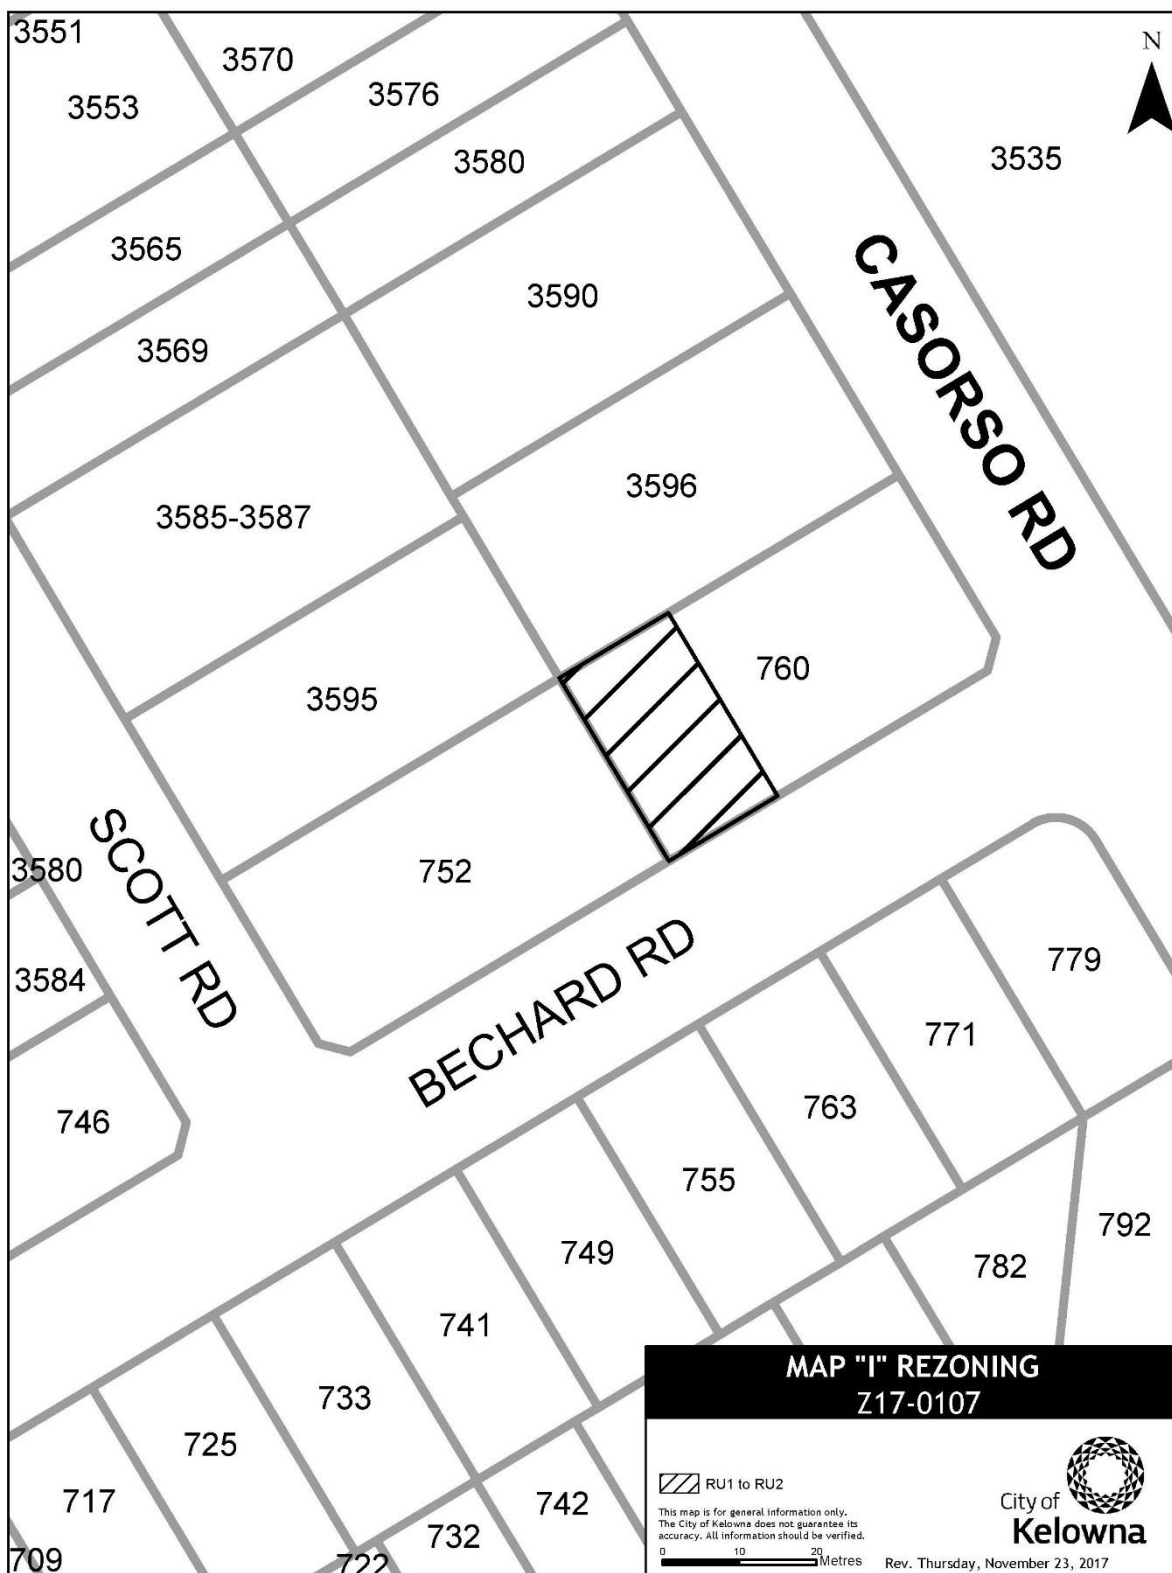 3551
3570
N
3576
3553
3580
3535
3565
3590
CASORSO RD
3569
3596
3585-3587
760
3595
SCOTT RD
3580
752
BECHARD RD
3584
779
771
746
763
755
792
749
782
741
733
725
717
742
732
709
722
MAP "I" REZONING
Z17-0107
RU1 to RU2
This map is for general information only.
The City of Kelowna does not guarantee its
accuracy. All information should be verified.
0 10 20 Metres
City of
Kelowna
Rev. Thursday, November 23, 2017